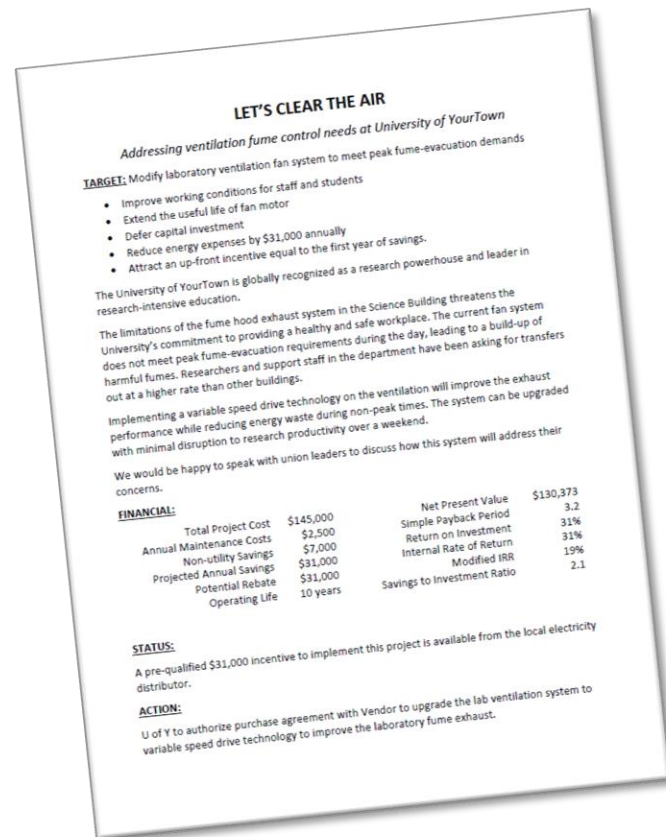 LET'S CLEAR THE AIR
Addressing ventilation fume control needs at University of YourTown
TARGET: Modify laboratory ventilation fan system to meet peak fume-evacuation demands
• Improve working conditions for staff and students
• Extend the useful life of fan motor
• Defer capital investment
• Reduce energy expenses by $31,000 annually
• Attract an up-front incentive equal to the first year of savings.
The University of YourTown is globally recognized as a research powerhouse and leader in
research-intensive education.
The limitations of the fume hood exhaust system in the Science Building threatens the
University's commitment to providing a healthy and safe workplace. The current fan system
does not meet peak fume-evacuation requirements during the day, leading to a build-up of
harmful fumes. Researchers and support staff in the department have been asking for transfers
out at a higher rate than other buildings.
Implementing a variable speed drive technology on the ventilation will improve the exhaust
performance while reducing energy waste during non-peak times. The system can be upgraded
with minimal disruption to research productivity over a weekend.
We would be happy to speak with union leaders to discuss how this system will address their
concerns.
FINANCIAL:
Total Project Cost $145,000
Annual Maintenance Costs $2,500
Non-utility Savings $7,000
Projected Annual Savings $31,000
Potential Rebate $31,000
Operating Life 10 years
Net Present Value $130,373
Simple Payback Period 3.2
Return on Investment 31%
Internal Rate of Return 31%
Modified IRR 19%
Savings to Investment Ratio 2.1
STATUS:
A pre-qualified $31,000 incentive to implement this project is available from the local electricity
distributor.
ACTION:
U of Y to authorize purchase agreement with Vendor to upgrade the lab ventilation system to
variable speed drive technology to improve the laboratory fume exhaust.